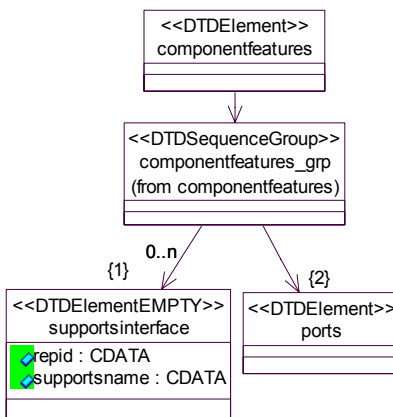 <<DTDElement>>
componentfeatures
<<DTDSequenceGroup>>
componentfeatures_grp
(from componentfeatures)
0..n
{1}
{2}
<<DTDElementEMPTY>>
supportsinterface
repid : CDATA
supportsname : CDATA
<<DTDElement>>
ports